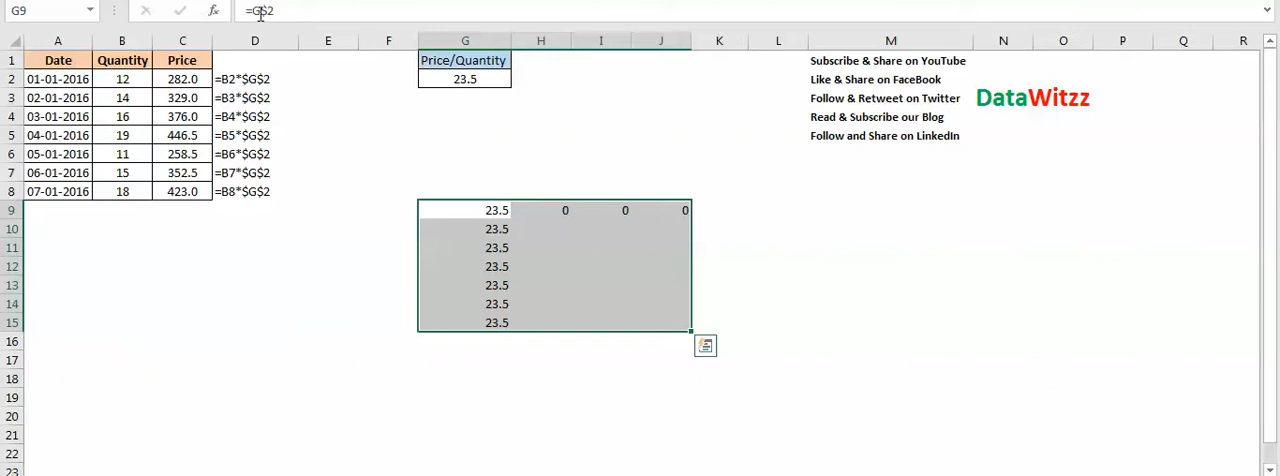 G9 fx =G$2
A B C D E F G H I J K L M N O P Q R
1 Date Quantity Price Price/Quantity Subscribe & Share on YouTube
2 01-01-2016 12 282.0 =B2*$G$2 23.5 Like & Share on FaceBook
3 02-01-2016 14 329.0 =B3*$G$2 Follow & Retweet on Twitter DataWitzz
4 03-01-2016 16 376.0 =B4*$G$2 Read & Subscribe our Blog
5 04-01-2016 19 446.5 =B5*$G$2 Follow and Share on LinkedIn
6 05-01-2016 11 258.5 =B6*$G$2
7 06-01-2016 15 352.5 =B7*$G$2
8 07-01-2016 18 423.0 =B8*$G$2
9 23.5 0 0 0
10 23.5
11 23.5
12 23.5
13 23.5
14 23.5
15 23.5
16
17
18
19
20
21
22
23